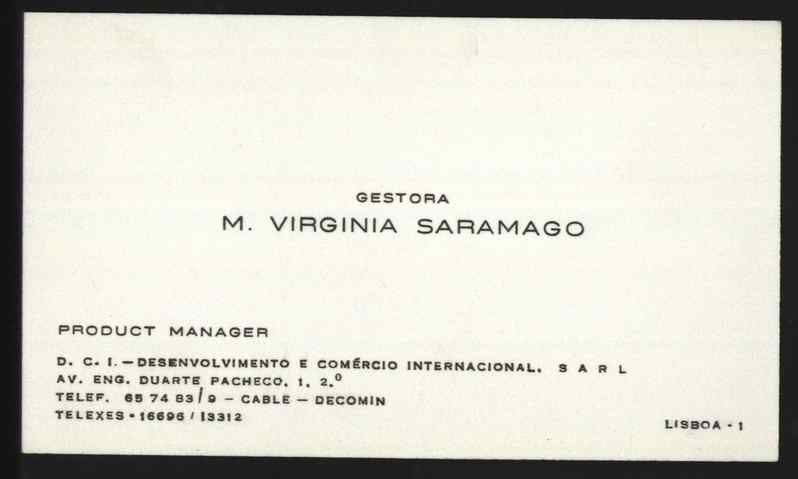 GESTORA
M. VIRGINIA SARAMAGO
PRODUCT MANAGER
D. C. I. — DESENVOLVIMENTO E COMÉRCIO INTERNACIONAL. S A R L
AV. ENG. DUARTE PACHECO. 1, 2.º
TELEF. 65 74 83 / 9 — CABLE — DECOMIN
TELEXES - 16696 / 13312
LISBOA - 1